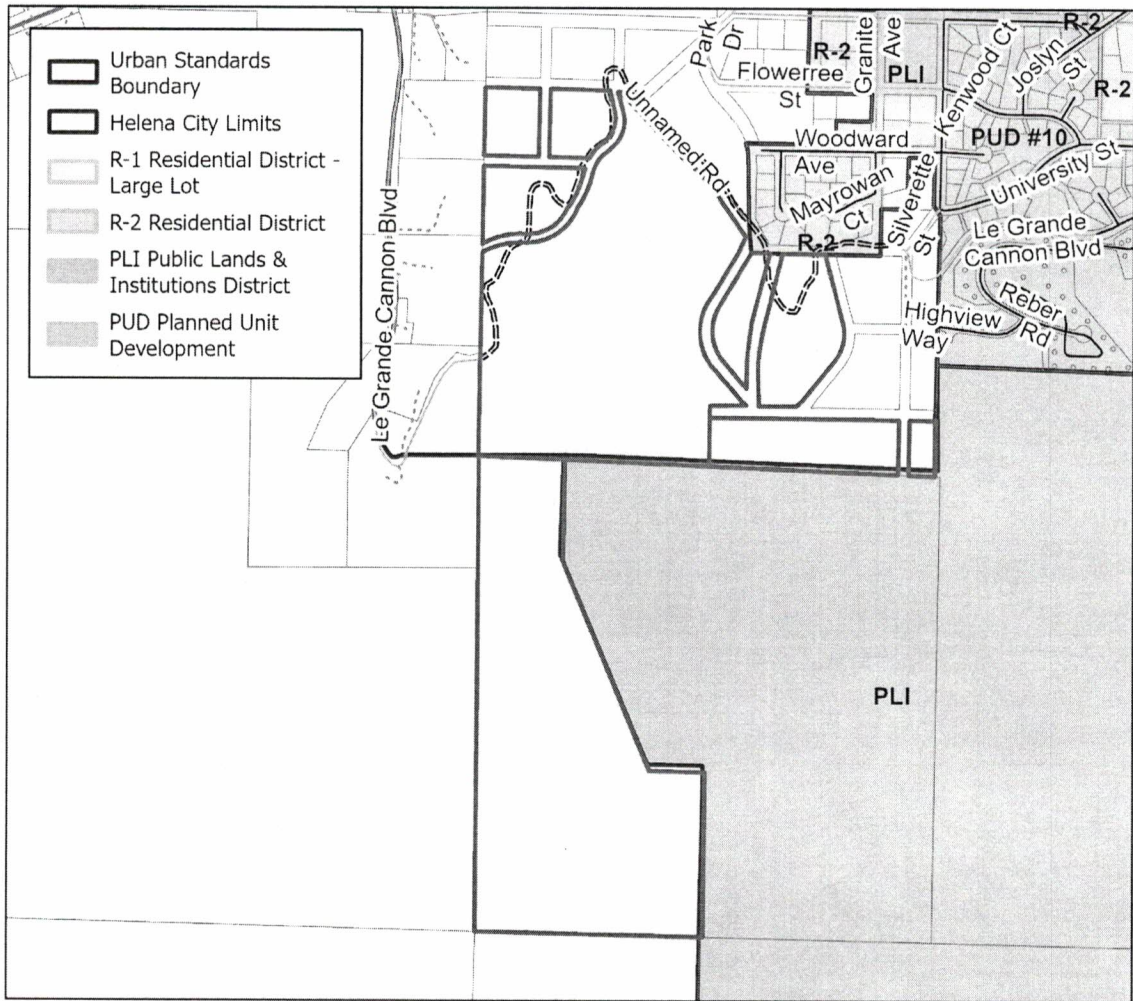 Urban Standards
Boundary
Helena City Limits
R-1 Residential District -
Large Lot
R-2 Residential District
PLI Public Lands &
Institutions District
PUD Planned Unit
Development
Park
Dr
R-2
Granite
Ave
PLI
Flowerree
St
Kenwood Ct
Joslyn
St
R-2
R-2
Unnamed Rd
Woodward
Ave
PUD #10
University St
Mayrowan
Ct
Silverette
St
R-2
Le Grande
Cannon Blvd
Reber
Rd
Highview
Way
Le Grande Cannon Blvd
PLI